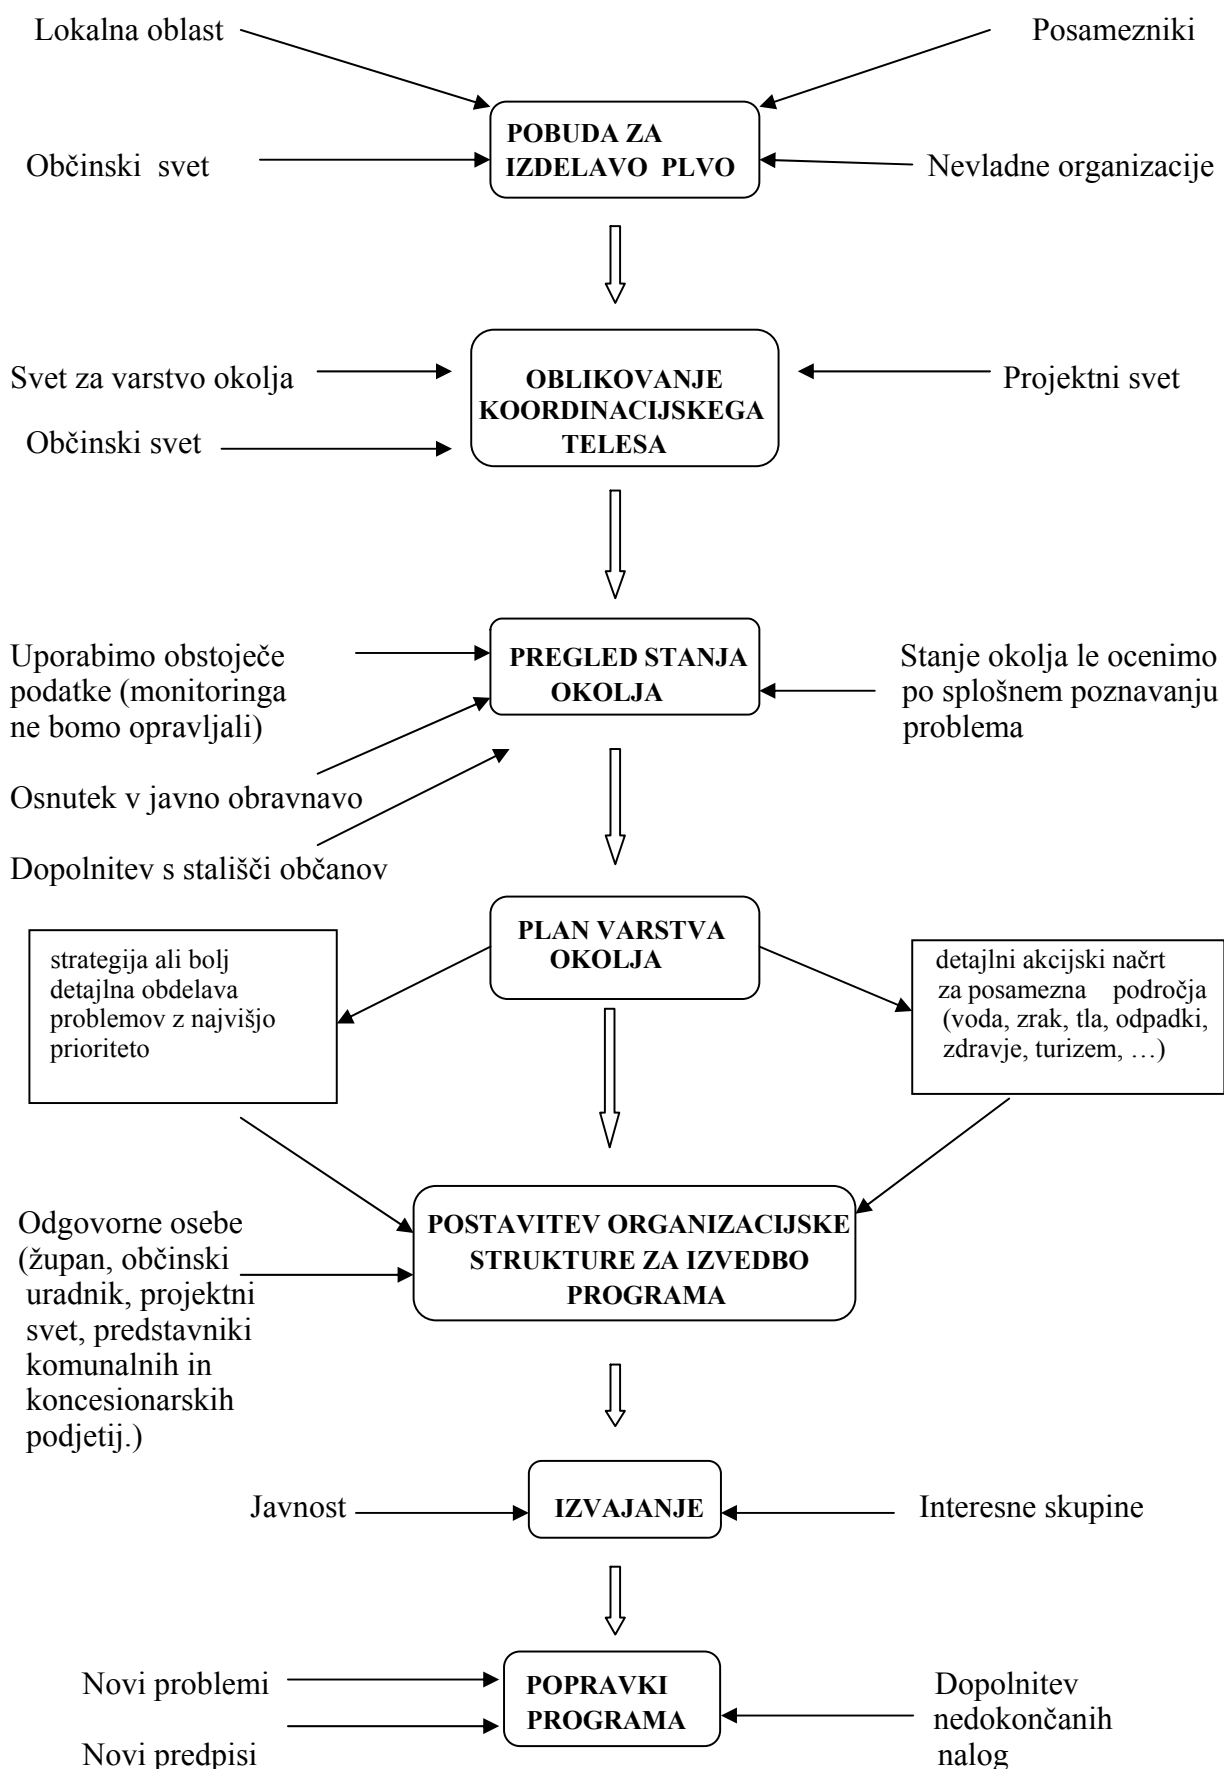 Lokalna oblast
Posamezniki
POBUDA ZA
IZDELAVO PLVO
Občinski svet
Nevladne organizacije
Svet za varstvo okolja
OBLIKOVANJE
KOORDINACIJSKEGA
TELESA
Projektni svet
Občinski svet
Uporabimo obstoječe
podatke (monitoringa
ne bomo opravljali)
PREGLED STANJA
OKOLJA
Stanje okolja le ocenimo
po splošnem poznavanju
problema
Osnutek v javno obravnavo
Dopolnitev s stališči občanov
PLAN VARSTVA
OKOLJA
strategija ali bolj
detajlna obdelava
problemov z najvišjo
prioriteto
detajlni akcijski načrt
za posamezna področja
(voda, zrak, tla, odpadki,
zdravje, turizem, …)
Odgovorne osebe
(župan, občinski
uradnik, projektni
svet, predstavniki
komunalnih in
koncesionarskih
podjetij.)
POSTAVITEV ORGANIZACIJSKE
STRUKTURE ZA IZVEDBO
PROGRAMA
Javnost
IZVAJANJE
Interesne skupine
Novi problemi
Novi predpisi
POPRAVKI
PROGRAMA
Dopolnitev
nedokončanih
nalog